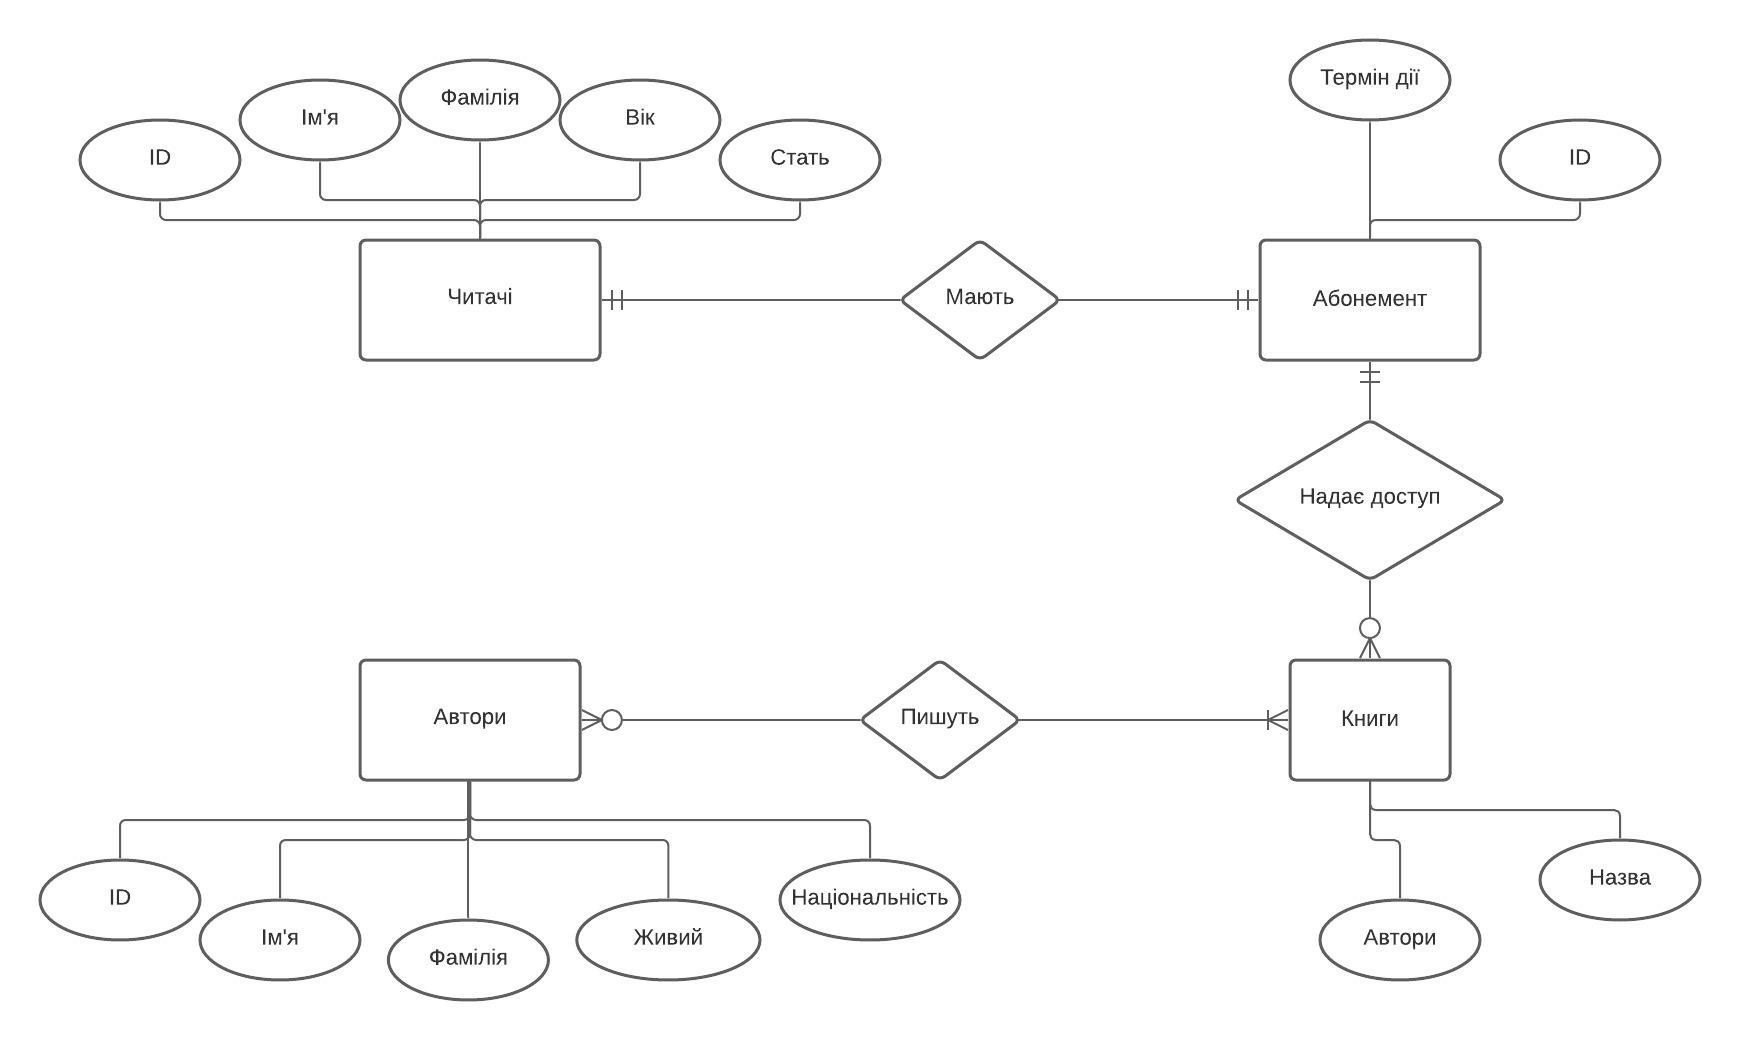 Термін дії
Фамілія
Ім'я
Вік
ID
Стать
ID
Читачі
Мають
Абонемент
Надає доступ
Автори
Пишуть
Книги
Назва
ID
Національність
Ім'я
Живий
Автори
Фамілія